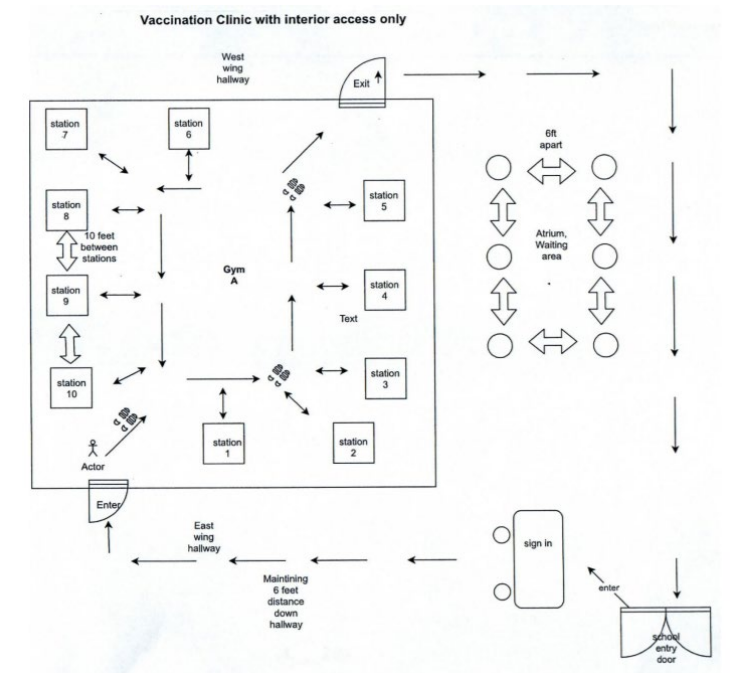 Vaccination Clinic with interior access only
West
wing
hallway
Exit
station
7
station
6
6ft
apart
station
8
station
5
10 feet
between
stations
Atrium,
Waiting
area
Gym
A
station
9
station
4
Text
station
10
station
3
station
1
station
2
Actor
Enter
East
wing
hallway
sign in
Maintining
6 feet
distance
down
hallway
enter
school
entry
door